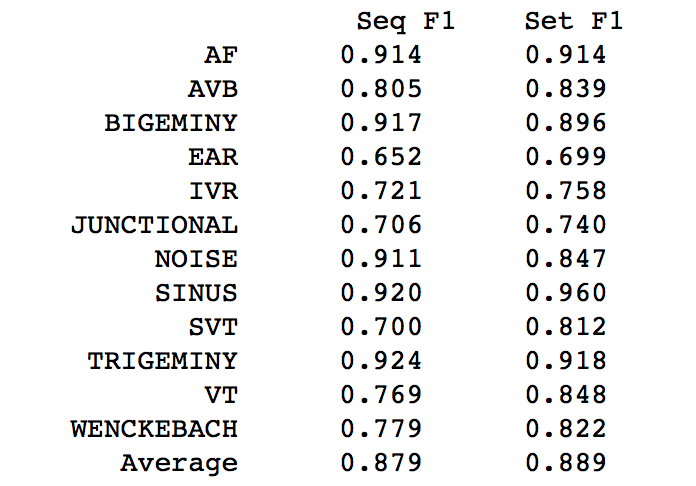 Seq F1 Set F1
AF 0.914 0.914
AVB 0.805 0.839
BIGEMINY 0.917 0.896
EAR 0.652 0.699
IVR 0.721 0.758
JUNCTIONAL 0.706 0.740
NOISE 0.911 0.847
SINUS 0.920 0.960
SVT 0.700 0.812
TRIGEMINY 0.924 0.918
VT 0.769 0.848
WENCKEBACH 0.779 0.822
Average 0.879 0.889